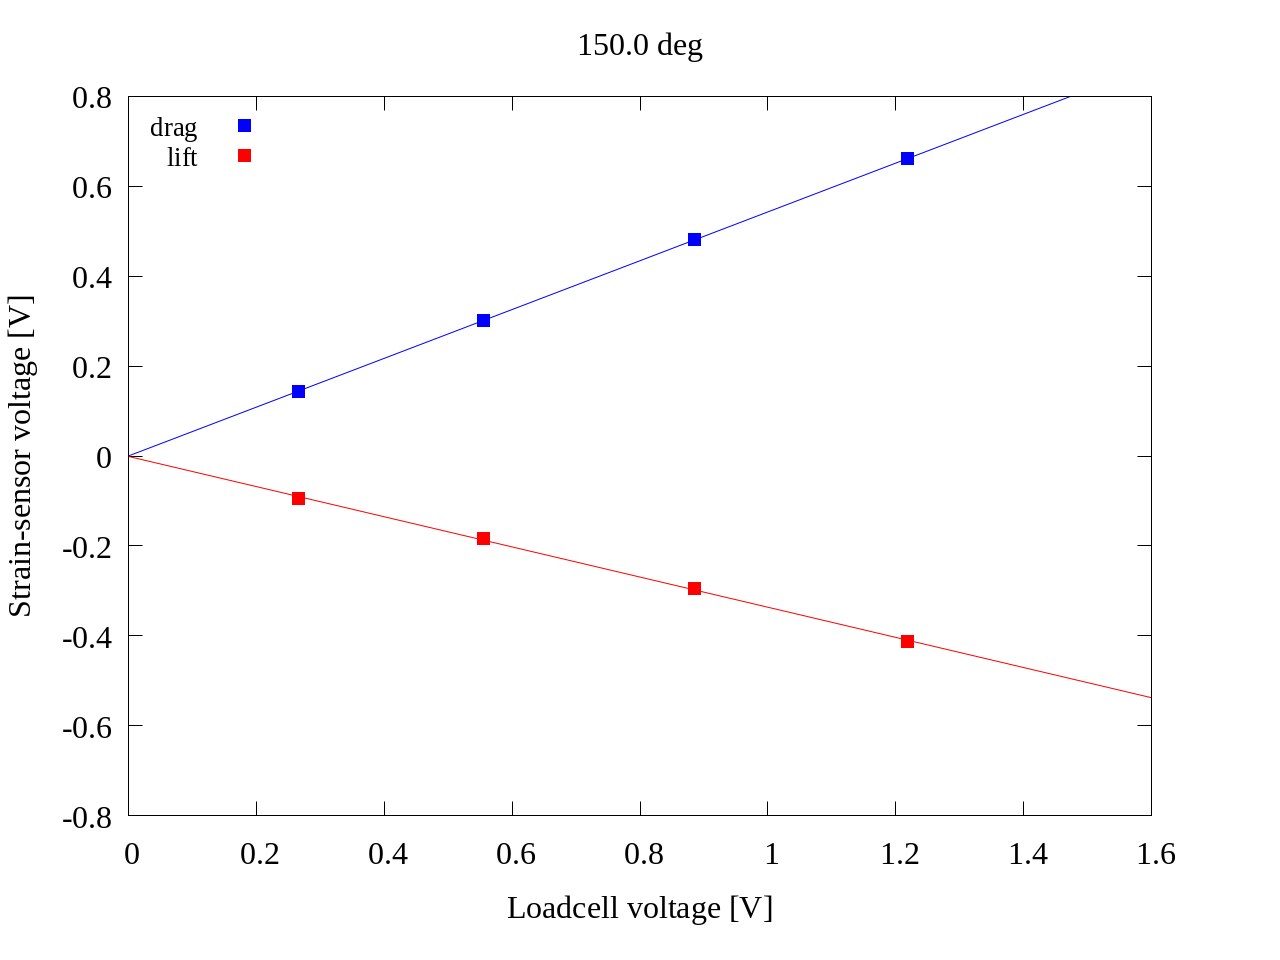 150.0 deg
drag
lift
0.8
0.6
0.4
0.2
0
-0.2
-0.4
-0.6
-0.8
Strain-sensor voltage [V]
0 0.2 0.4 0.6 0.8 1 1.2 1.4 1.6
Loadcell voltage [V]